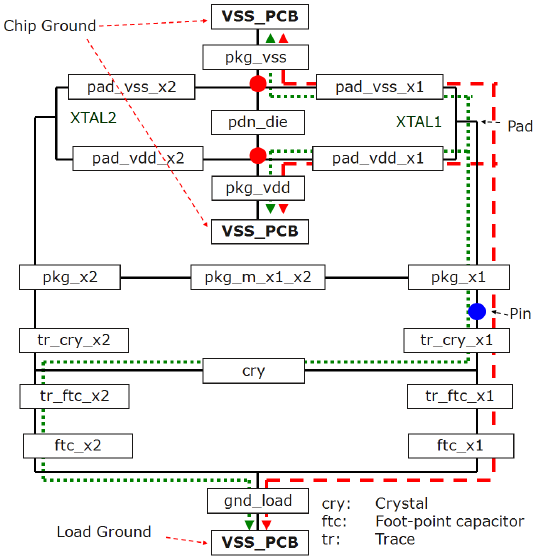 VSS_PCB
Chip Ground
pkg_vss
pad_vss_x2
pad_vss_x1
XTAL2
pdn_die
XTAL1
Pad
pad_vdd_x2
pad_vdd_x1
pkg_vdd
VSS_PCB
pkg_x2
pkg_m_x1_x2
pkg_x1
Pin
tr_cry_x2
tr_cry_x1
cry
tr_ftc_x2
tr_ftc_x1
ftc_x2
ftc_x1
gnd_load
cry: Crystal
ftc: Foot-point capacitor
tr: Trace
Load Ground
VSS_PCB